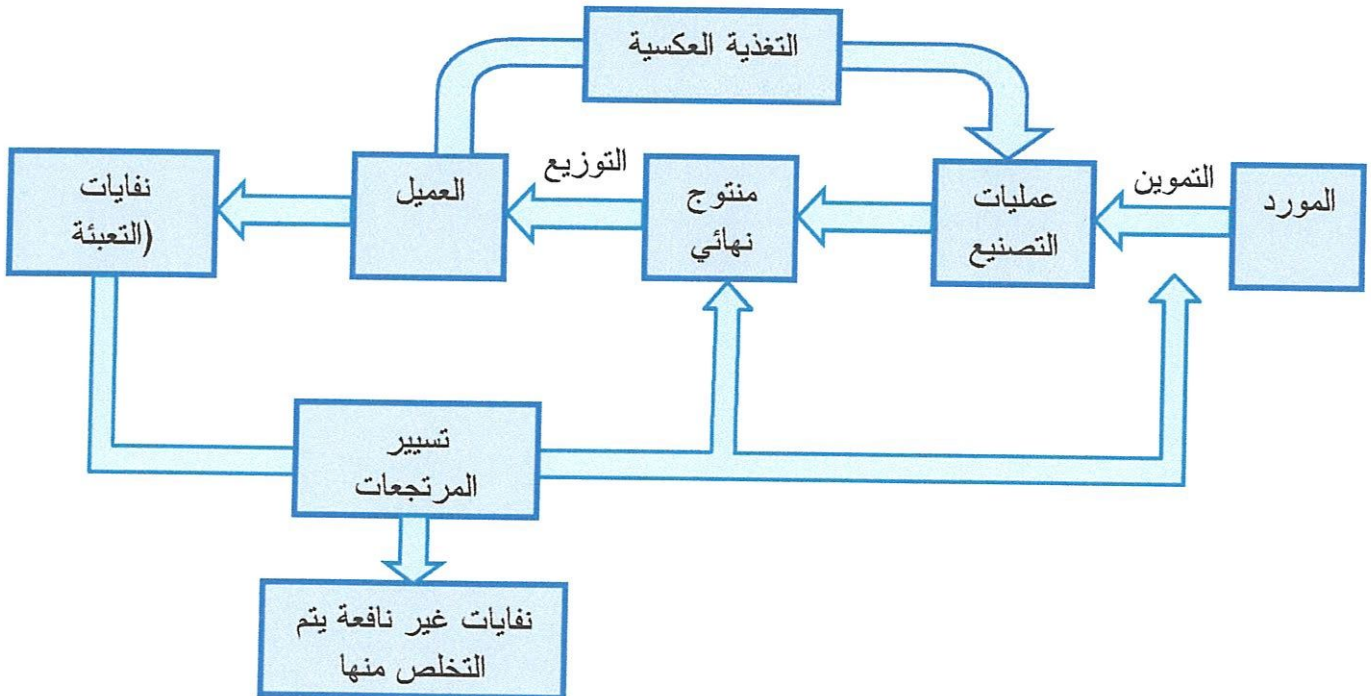 التغذية العكسية
المورد
التموين
عمليات
التصنيع
منتوج
نهائي
التوزيع
العميل
نفايات
(التعبئة
تسيير
المرتجعات
نفايات غير نافعة يتم
التخلص منها